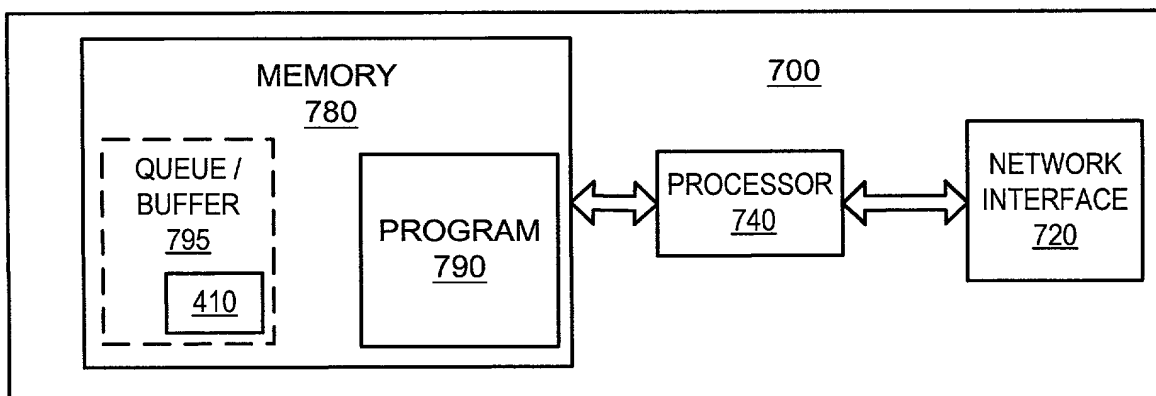 MEMORY
780
QUEUE /
BUFFER
795
410
PROGRAM
790
700
PROCESSOR
740
NETWORK
INTERFACE
720